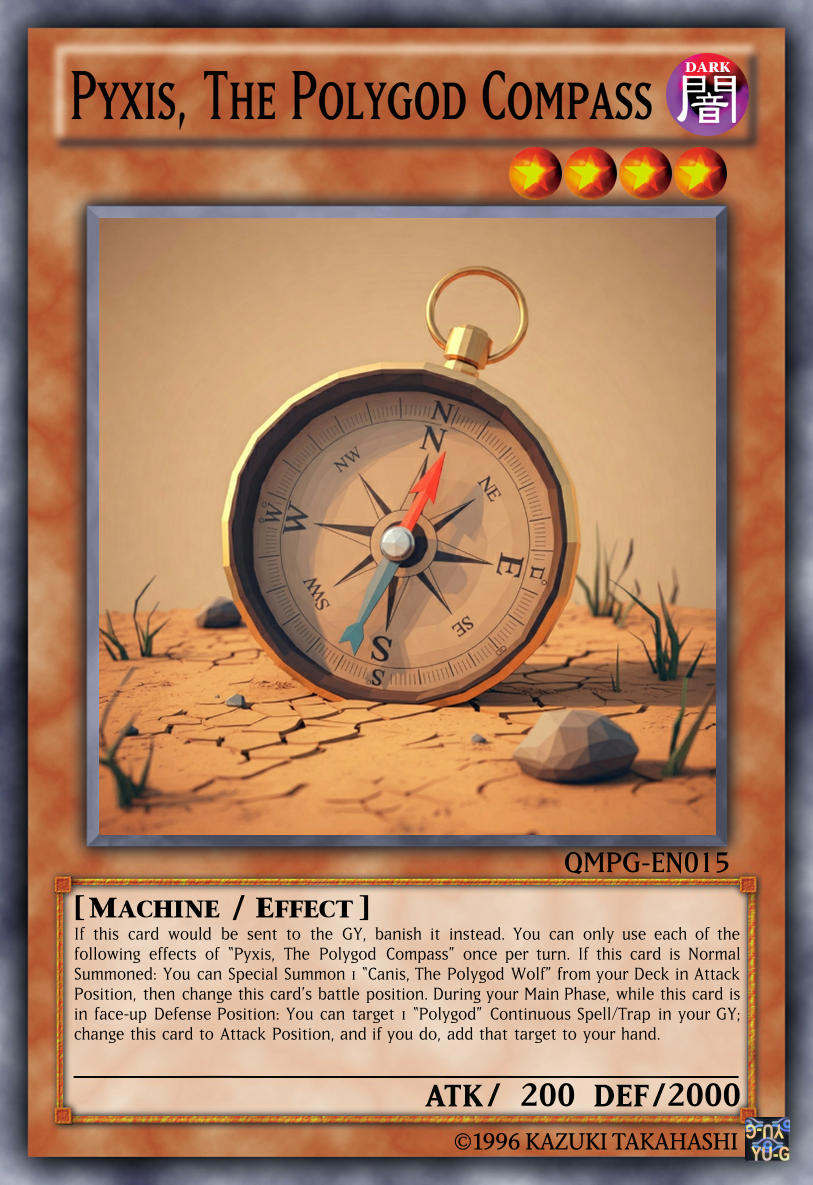 Pyxis, The Polygod Compass
DARK
闇
N
N
NW
NE
W
W
E
E
SW
SE
S
S
QMPG-EN015
[ Machine / Effect ]
If this card would be sent to the GY, banish it instead. You can only use each of the
following effects of "Pyxis, The Polygod Compass" once per turn. If this card is Normal
Summoned: You can Special Summon 1 "Canis, The Polygod Wolf" from your Deck in Attack
Position, then change this card's battle position. During your Main Phase, while this card is
in face-up Defense Position: You can target 1 "Polygod" Continuous Spell/Trap in your GY;
change this card to Attack Position, and if you do, add that target to your hand.
ATK/ 200 DEF/2000
©1996 KAZUKI TAKAHASHI
YU-G
YU-G